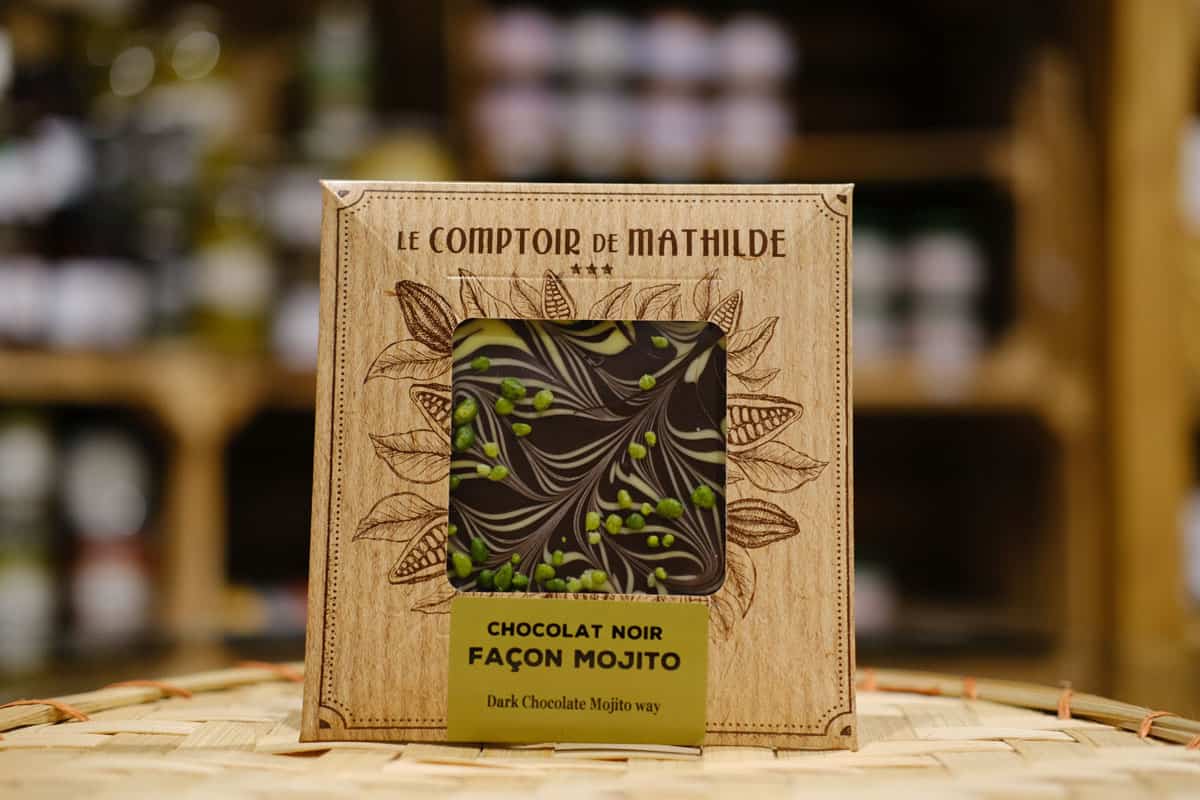 LE COMPTOIR DE MATHILDE
CHOCOLAT NOIR
FAÇON MOJITO
Dark Chocolate Mojito way